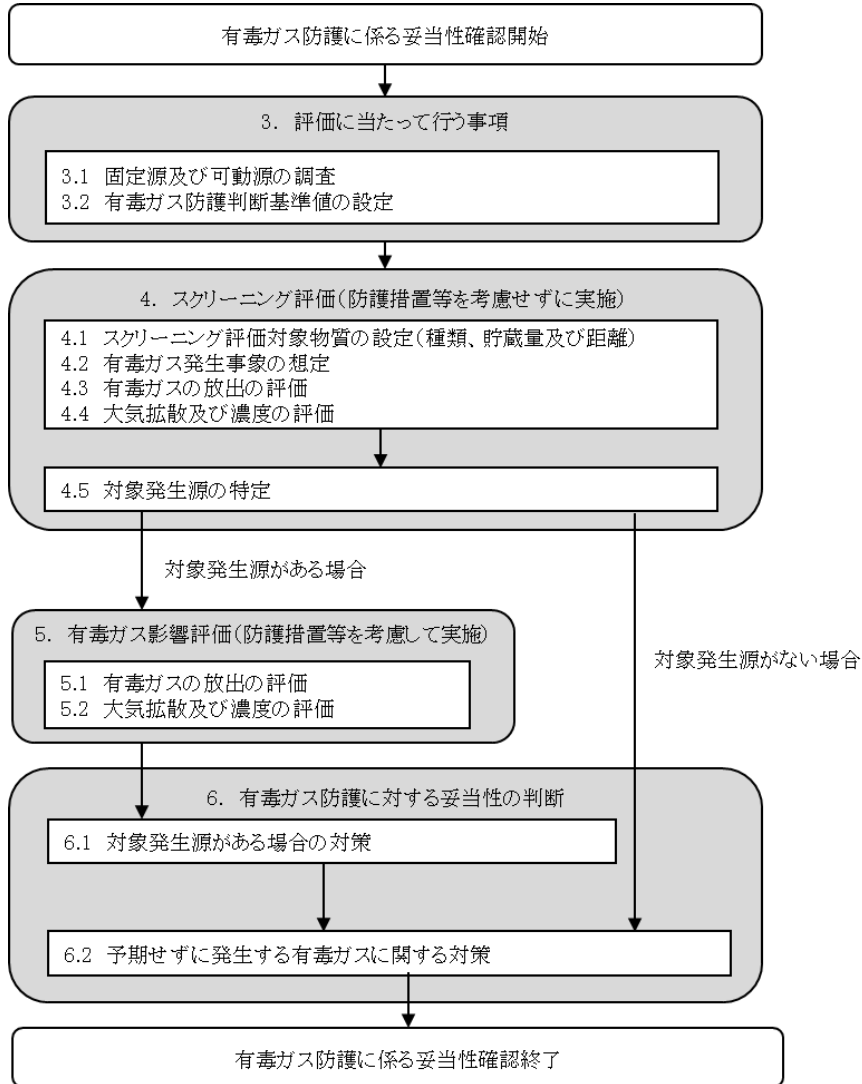 有毒ガス防護に係る妥当性確認開始
3. 評価に当たって行う事項
3.1 固定源及び可動源の調査
3.2 有毒ガス防護判断基準値の設定
4. スクリーニング評価(防護措置等を考慮せずに実施)
4.1 スクリーニング評価対象物質の設定(種類、貯蔵量及び距離)
4.2 有毒ガス発生事象の想定
4.3 有毒ガスの放出の評価
4.4 大気拡散及び濃度の評価
4.5 対象発生源の特定
対象発生源がある場合
5. 有毒ガス影響評価(防護措置等を考慮して実施)
5.1 有毒ガスの放出の評価
5.2 大気拡散及び濃度の評価
対象発生源がない場合
6. 有毒ガス防護に対する妥当性の判断
6.1 対象発生源がある場合の対策
6.2 予期せずに発生する有毒ガスに関する対策
有毒ガス防護に係る妥当性確認終了